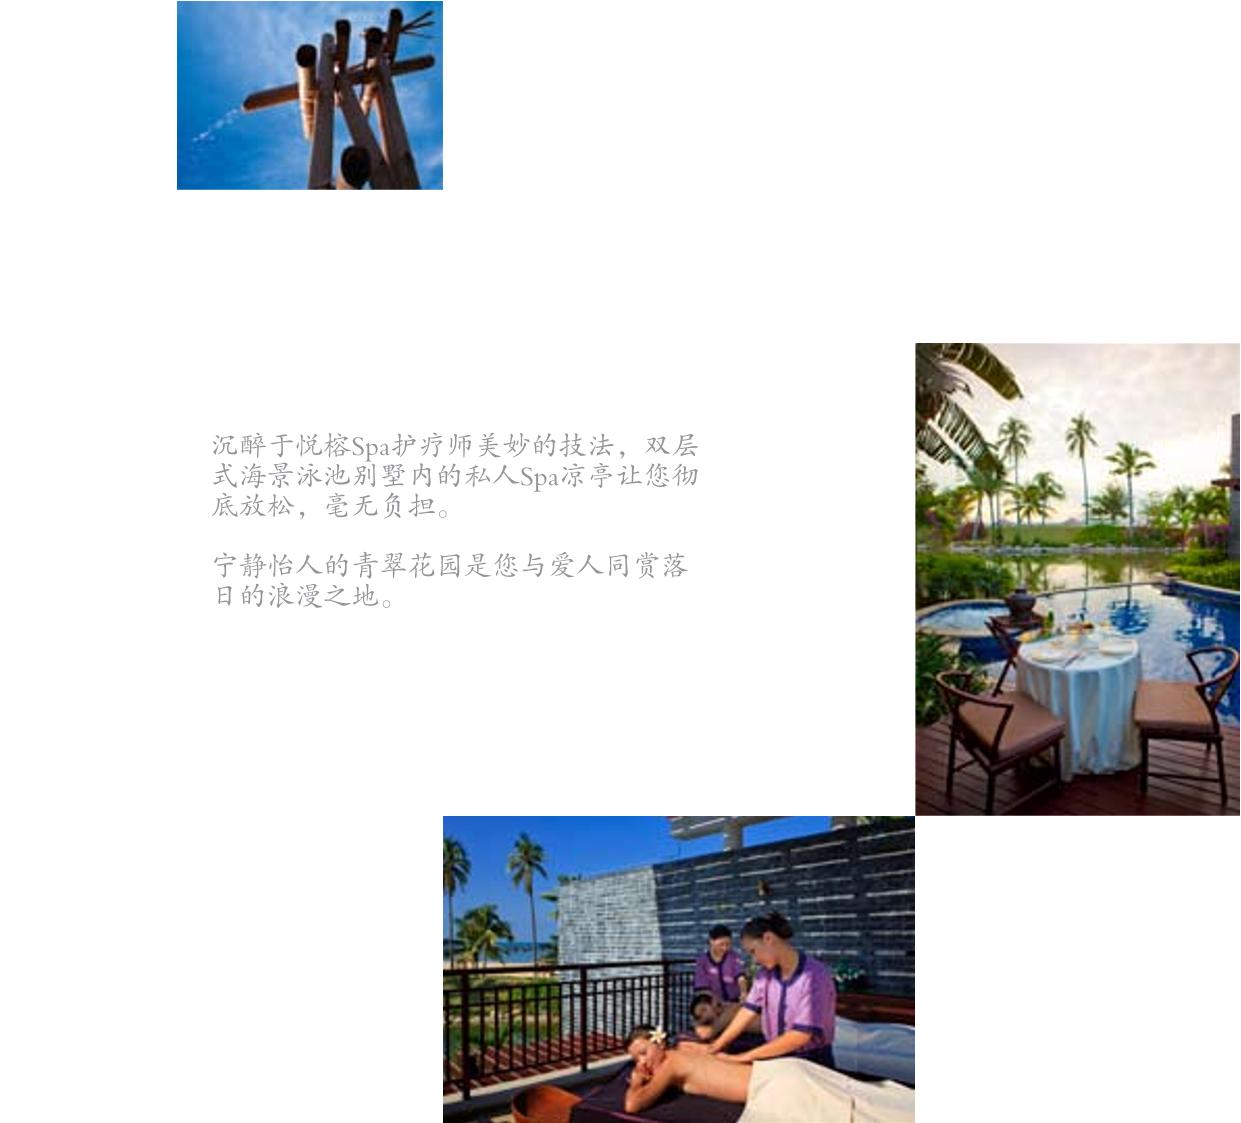 沉醉于悦榕Spa护疗师美妙的技法，双层
式海景泳池别墅内的私人Spa凉亭让您彻
底放松，毫无负担。
宁静怡人的青翠花园是您与爱人同赏落
日的浪漫之地。